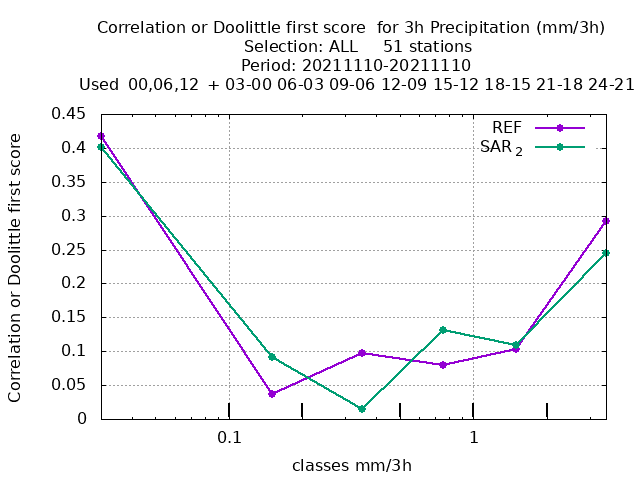 Correlation or Doolittle first score  for 3h Precipitation (mm/3h)
Selection: ALL     51 stations
Period: 20211110-20211110
Used  00,06,12  + 03-00 06-03 09-06 12-09 15-12 18-15 21-18 24-21
REF
SAR 2
0.45
0.4
0.35
0.3
0.25
0.2
0.15
0.1
0.05
0
Correlation or Doolittle first score
0.1
1
classes mm/3h